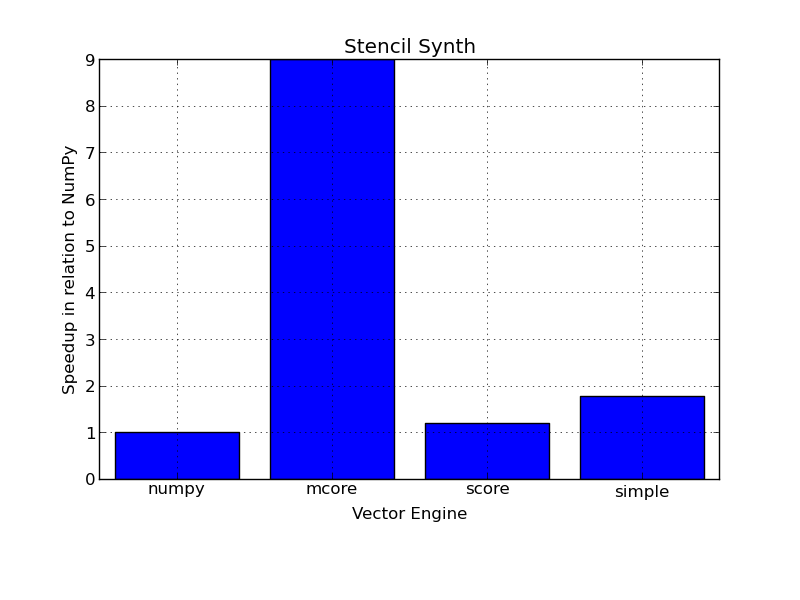 Stencil Synth
Speedup in relation to NumPy
9
8
7
6
5
4
3
2
1
0
numpy mcore score simple
Vector Engine